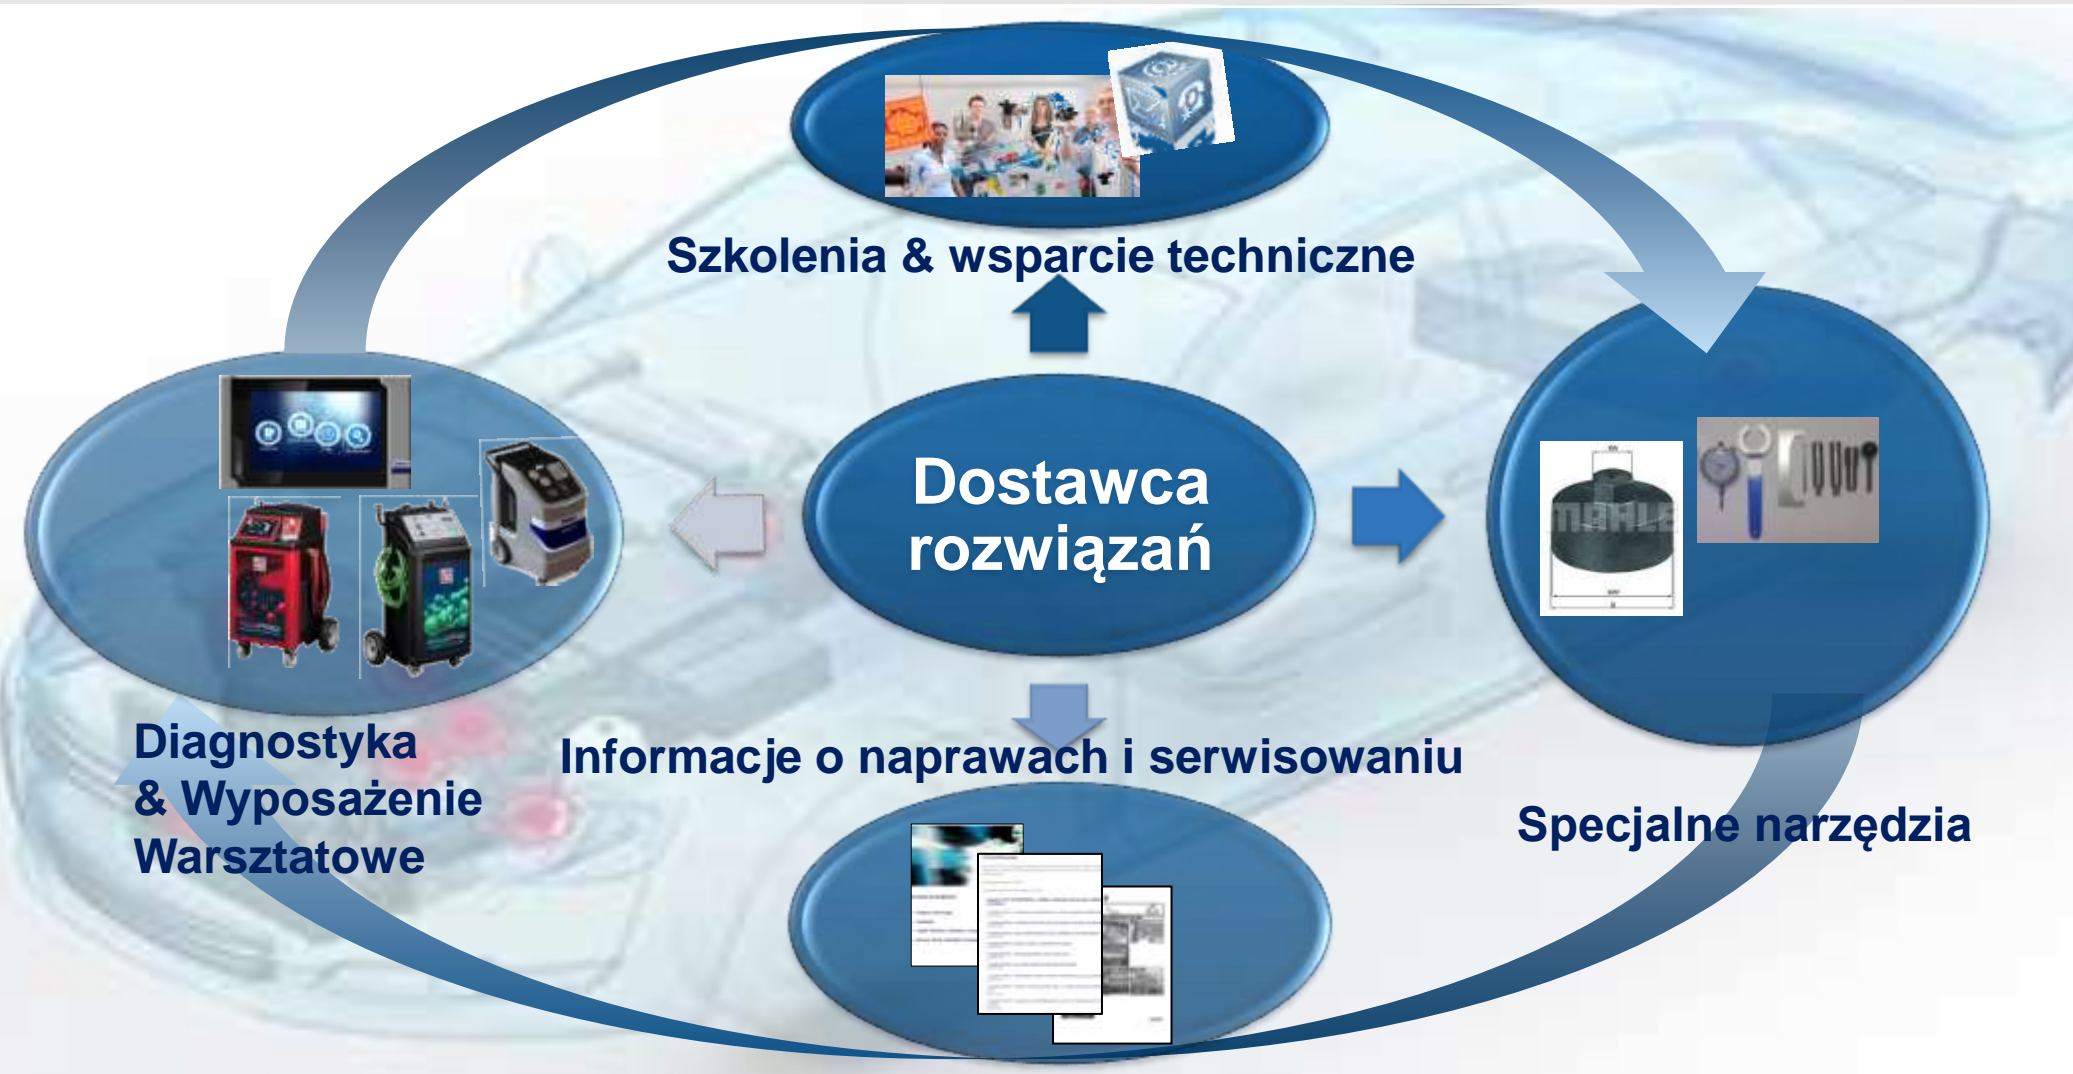 Szkolenia & wsparcie techniczne
Dostawca
rozwiązań
MAHLE
Diagnostyka
& Wyposażenie
Warsztatowe
Informacje o naprawach i serwisowaniu
Specjalne narzędzia